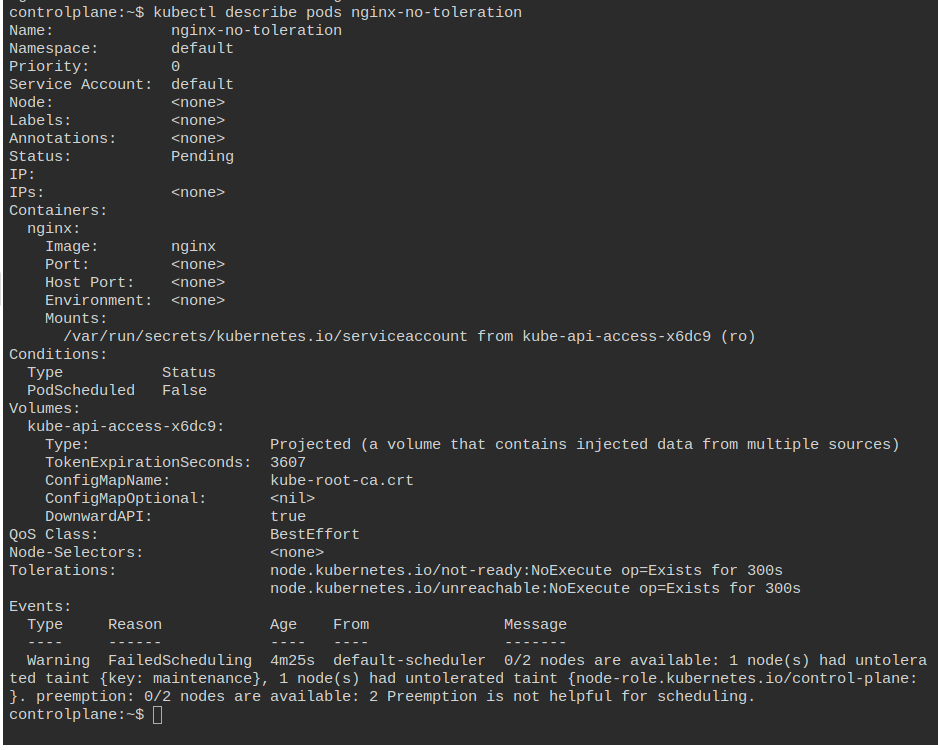 controlplane:~$ kubectl describe pods nginx-no-toleration
Name:             nginx-no-toleration
Namespace:        default
Priority:         0
Service Account:  default
Node:             <none>
Labels:           <none>
Annotations:      <none>
Status:           Pending
IP:
IPs:              <none>
Containers:
  nginx:
    Image:        nginx
    Port:         <none>
    Host Port:    <none>
    Environment:  <none>
    Mounts:
      /var/run/secrets/kubernetes.io/serviceaccount from kube-api-access-x6dc9 (ro)
Conditions:
  Type           Status
  PodScheduled   False
Volumes:
  kube-api-access-x6dc9:
    Type:                    Projected (a volume that contains injected data from multiple sources)
    TokenExpirationSeconds:  3607
    ConfigMapName:           kube-root-ca.crt
    ConfigMapOptional:       <nil>
    DownwardAPI:             true
QoS Class:                   BestEffort
Node-Selectors:              <none>
Tolerations:                 node.kubernetes.io/not-ready:NoExecute op=Exists for 300s
                             node.kubernetes.io/unreachable:NoExecute op=Exists for 300s
Events:
  Type     Reason            Age    From               Message
  ----     ------            ----   ----               -------
  Warning  FailedScheduling  4m25s  default-scheduler  0/2 nodes are available: 1 node(s) had untolera
ted taint {key: maintenance}, 1 node(s) had untolerated taint {node-role.kubernetes.io/control-plane:
}. preemption: 0/2 nodes are available: 2 Preemption is not helpful for scheduling.
controlplane:~$